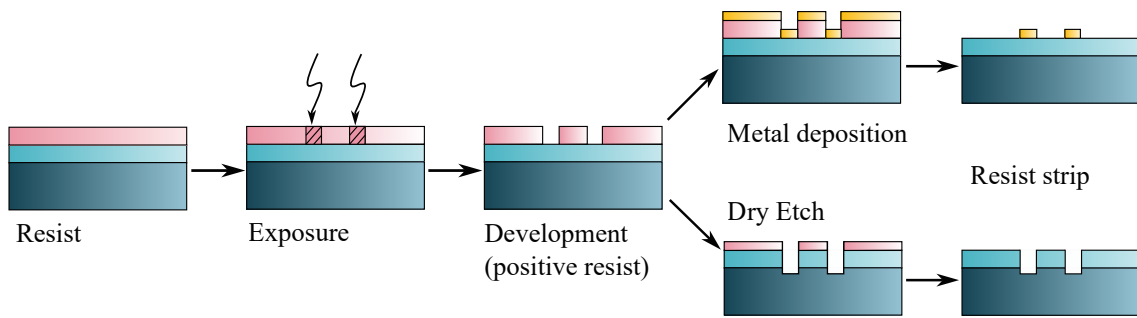 Resist
Exposure
Development
(positive resist)
Metal deposition
Dry Etch
Resist strip